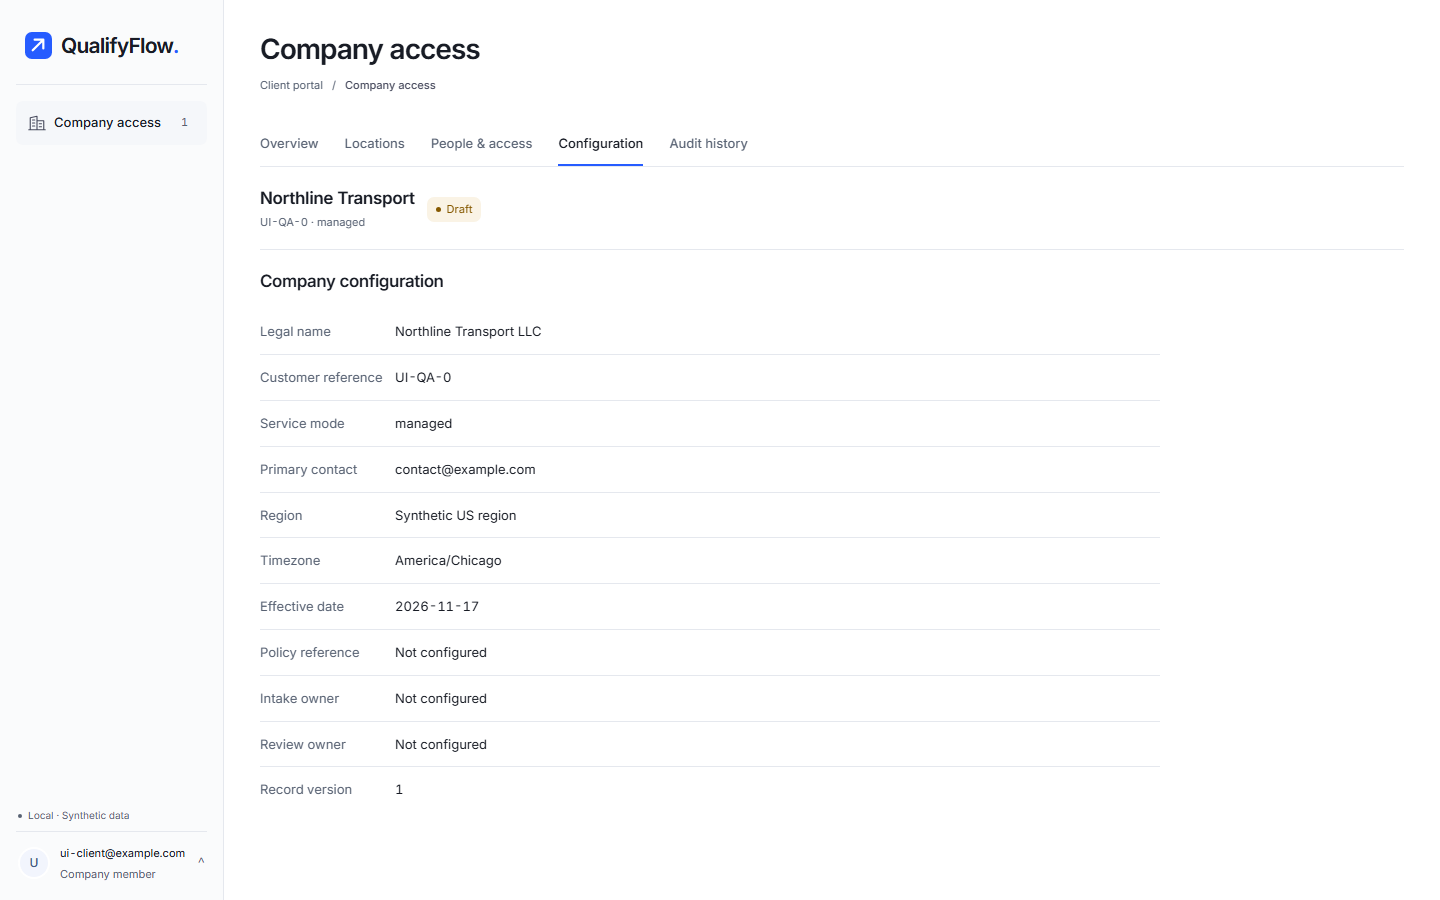 QualifyFlow.
Company access 1
Company access
Client portal / Company access
Overview Locations People & access Configuration Audit history
Northline Transport
Draft
UI-QA-0 · managed
Company configuration
Legal name Northline Transport LLC
Customer reference UI-QA-0
Service mode managed
Primary contact contact@example.com
Region Synthetic US region
Timezone America/Chicago
Effective date 2026-11-17
Policy reference Not configured
Intake owner Not configured
Review owner Not configured
Record version 1
Local · Synthetic data
U
ui-client@example.com
Company member